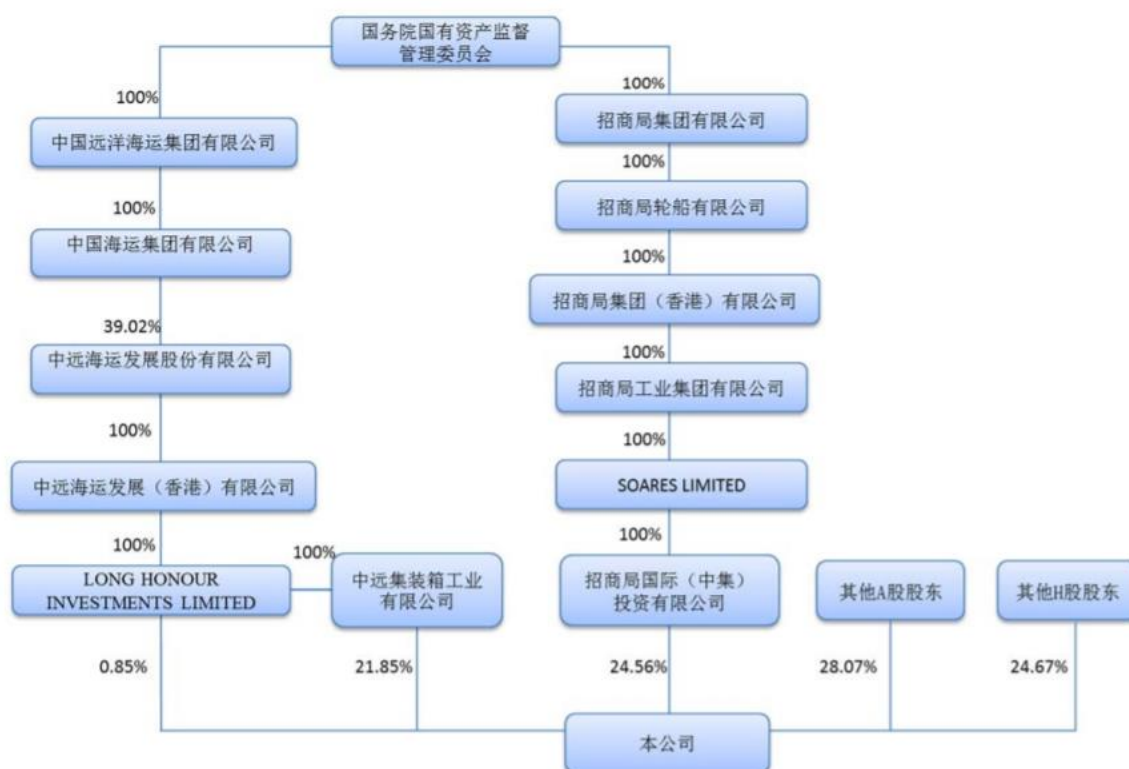 国务院国有资产监督
管理委员会
100%
100%
中国远洋海运集团有限公司
招商局集团有限公司
100%
100%
招商局轮船有限公司
中国海运集团有限公司
100%
招商局集团（香港）有限公司
39.02%
中远海运发展股份有限公司
100%
招商局工业集团有限公司
100%
100%
中远海运发展（香港）有限公司
SOARES LIMITED
100%
100%
100%
LONG HONOUR
INVESTMENTS LIMITED
中远集装箱工业
有限公司
招商局国际（中集）
投资有限公司
其他A股股东
其他H股股东
0.85%
21.85%
24.56%
28.07%
24.67%
本公司